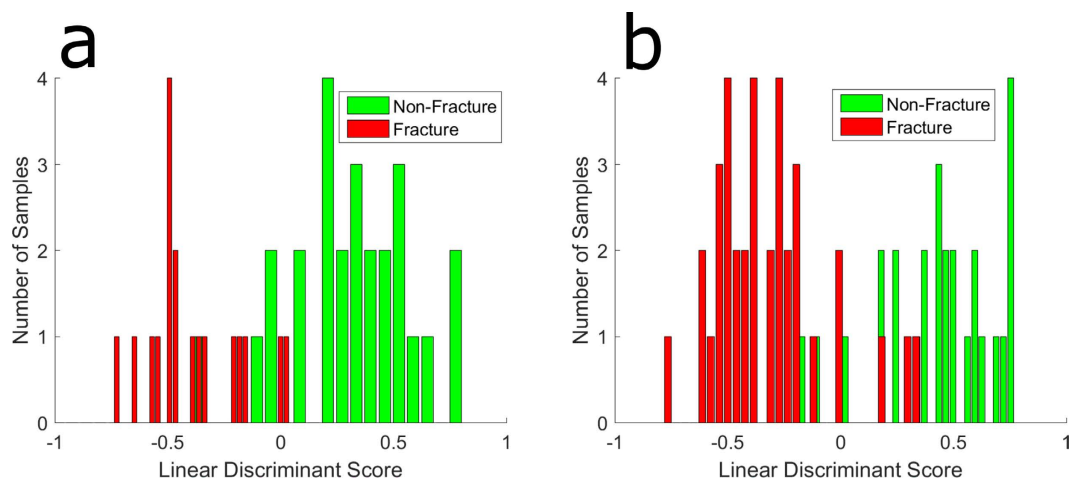 a
Number of Samples
4
3
2
1
0
Non-Fracture
Fracture
-1
-0.5
0
0.5
1
Linear Discriminant Score
b
Number of Samples
4
3
2
1
0
Non-Fracture
Fracture
-1
-0.5
0
0.5
1
Linear Discriminant Score